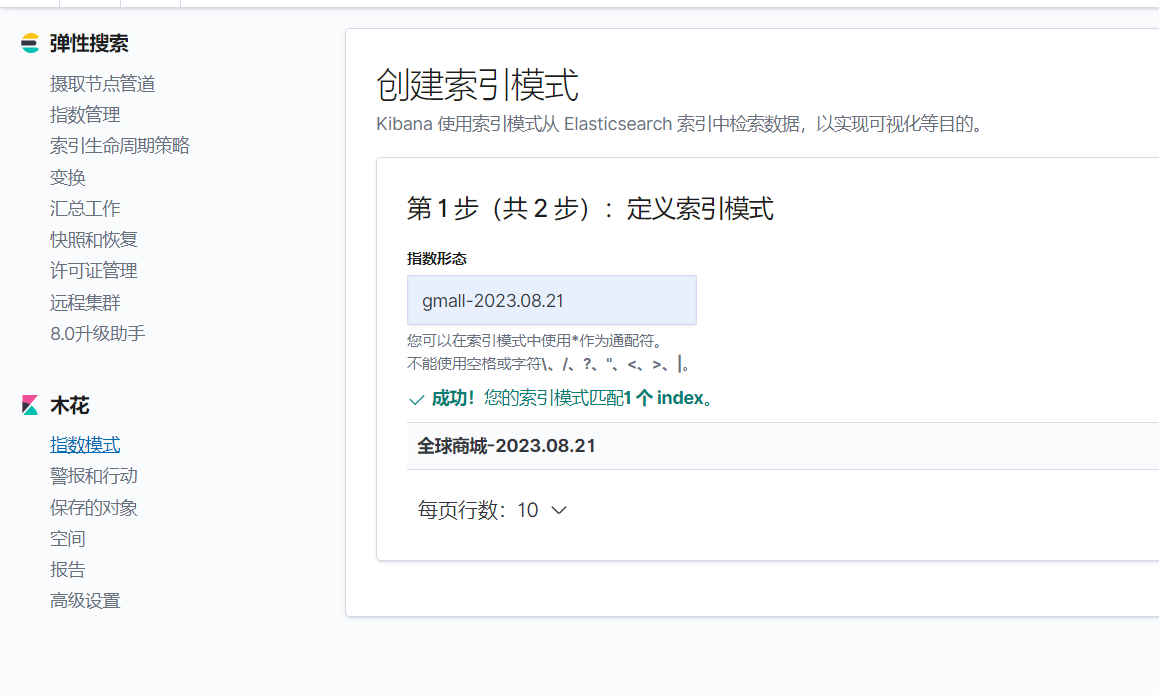 弹性搜索
摄取节点管道
指数管理
索引生命周期策略
变换
汇总工作
快照和恢复
许可证管理
远程集群
8.0升级助手
木花
指数模式
警报和行动
保存的对象
空间
报告
高级设置
创建索引模式
Kibana 使用索引模式从 Elasticsearch 索引中检索数据，以实现可视化等目的。
第 1 步（共 2 步）：定义索引模式
指数形态
gmall-2023.08.21
您可以在索引模式中使用*作为通配符。
不能使用空格或字符\、/、?、"、<、>、|。
成功！您的索引模式匹配1 个 index。
全球商城-2023.08.21
每页行数：10